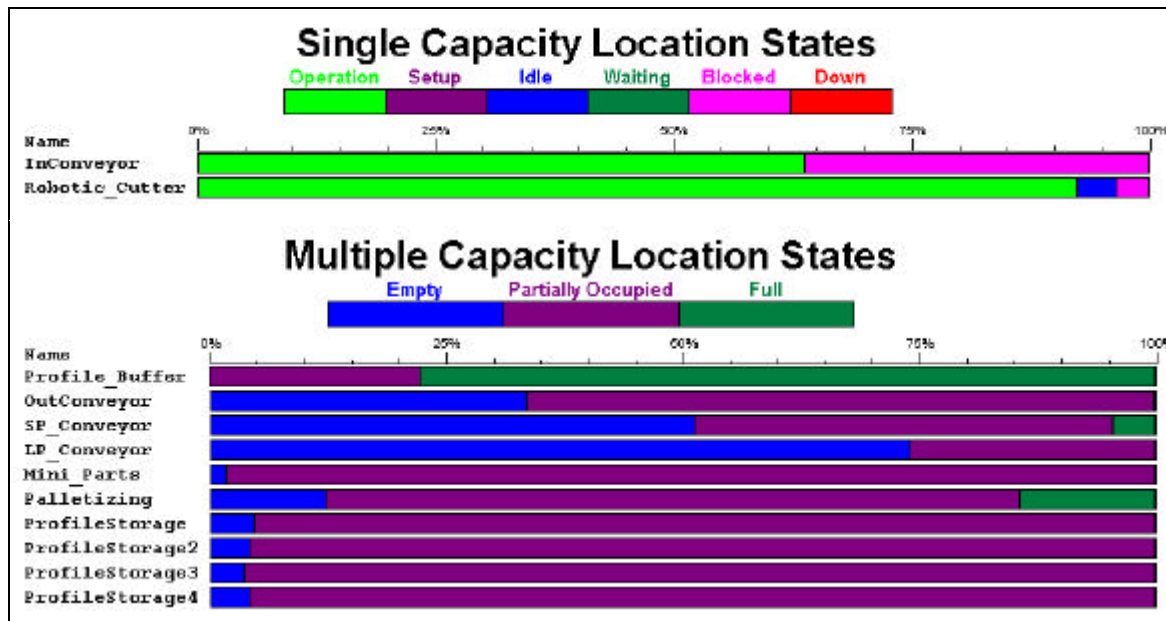 Single Capacity Location States
Operation Setup Idle Waiting Blocked Down
Name 0% 25% 50% 75% 100%
InConveyor
Robotic_Cutter
Multiple Capacity Location States
Empty Partially Occupied Full
Name 0% 25% 50% 75% 100%
Profile_Buffer
OutConveyor
SP_Conveyor
LP_Conveyor
Mini_Parts
Palletizing
ProfileStorage
ProfileStorage2
ProfileStorage3
ProfileStorage4